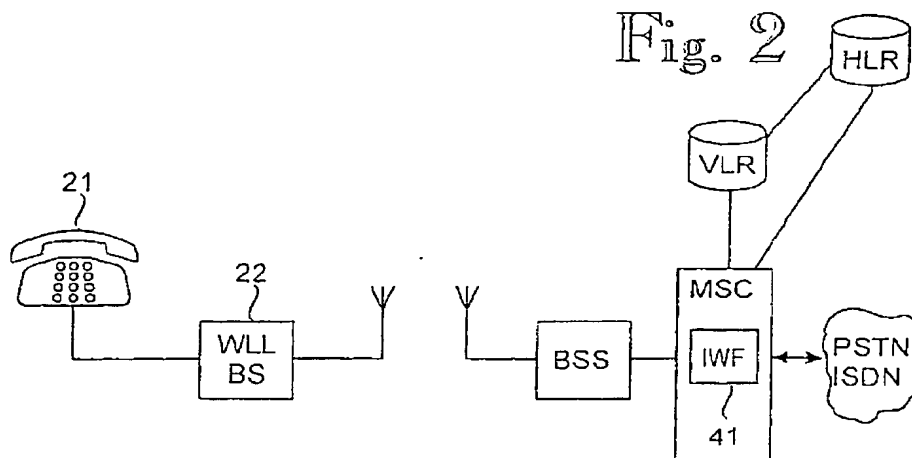 Fig. 2
HLR
VLR
21
22
WLL
BS
BSS
MSC
IWF
41
PSTN
ISDN